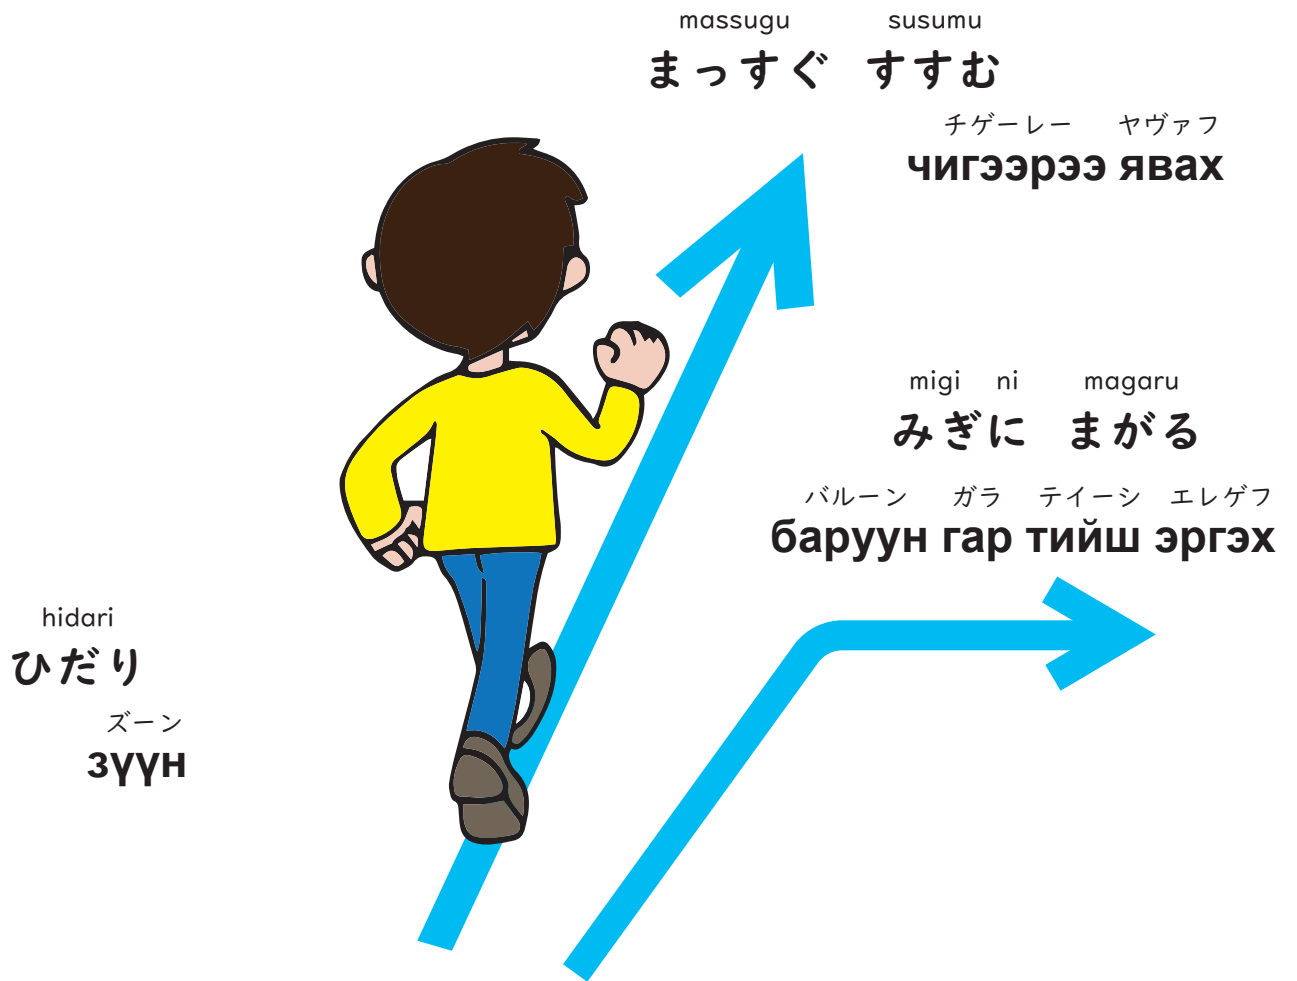 massugu susumu
まっすぐ すすむ
チゲーレー ヤヴァフ
чигээрээ явах
migi ni magaru
みぎに まがる
バルーン ガラ テイーシ エレゲフ
баруун гар тийш эргэх
hidari
ひだり
ズーン
зүүн